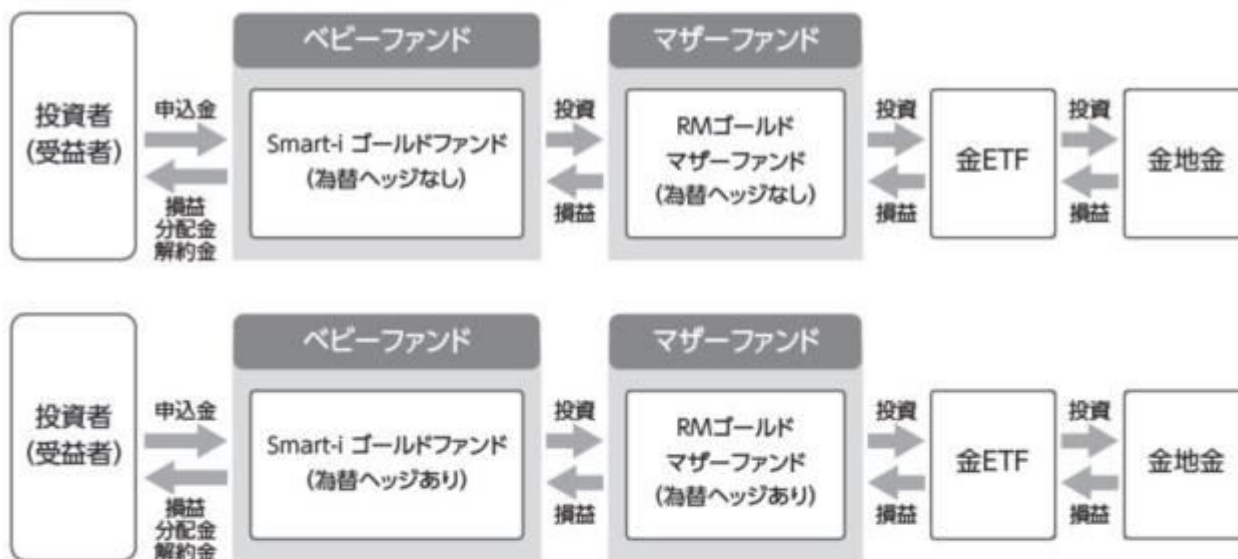 ベビーファンド
マザーファンド
投資者
(受益者)
申込金
損益
分配金
解約金
Smart-i ゴールドファンド
(為替ヘッジなし)
投資
損益
RMゴールド
マザーファンド
(為替ヘッジなし)
投資
損益
金ETF
投資
損益
金地金
ベビーファンド
マザーファンド
投資者
(受益者)
申込金
損益
分配金
解約金
Smart-i ゴールドファンド
(為替ヘッジあり)
投資
損益
RMゴールド
マザーファンド
(為替ヘッジあり)
投資
損益
金ETF
投資
損益
金地金